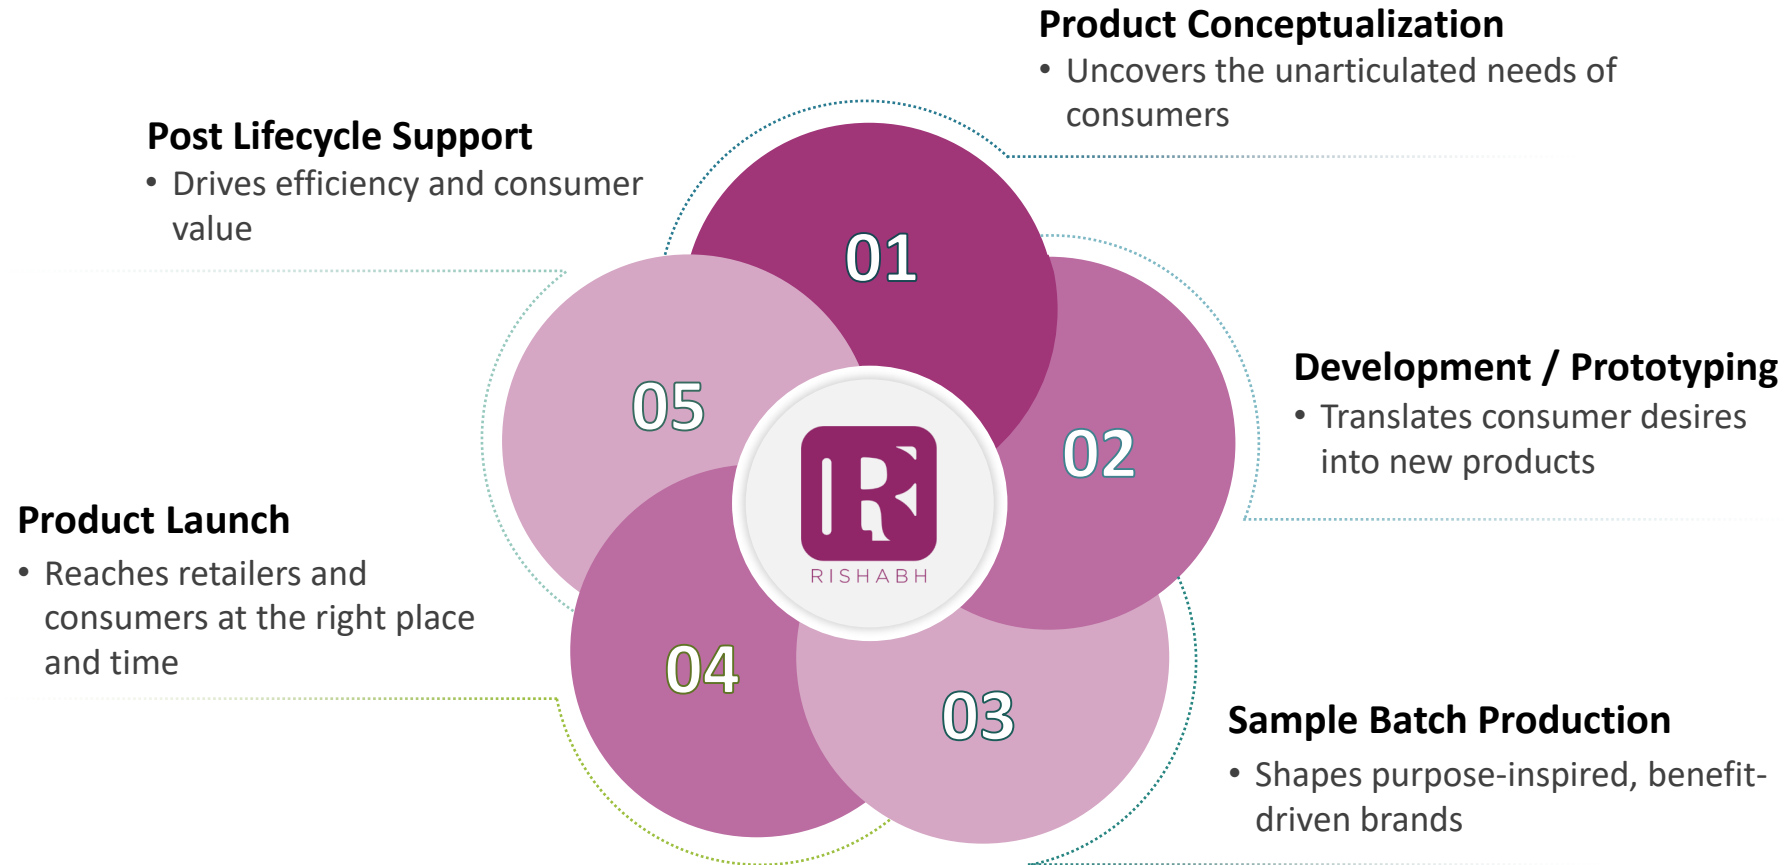 Product Conceptualization
• Uncovers the unarticulated needs of
consumers
01
Development / Prototyping
• Translates consumer desires
into new products
02
Sample Batch Production
• Shapes purpose-inspired, benefit-
driven brands
03
Product Launch
• Reaches retailers and
consumers at the right place
and time
04
Post Lifecycle Support
• Drives efficiency and consumer
value
05
R
RISHABH